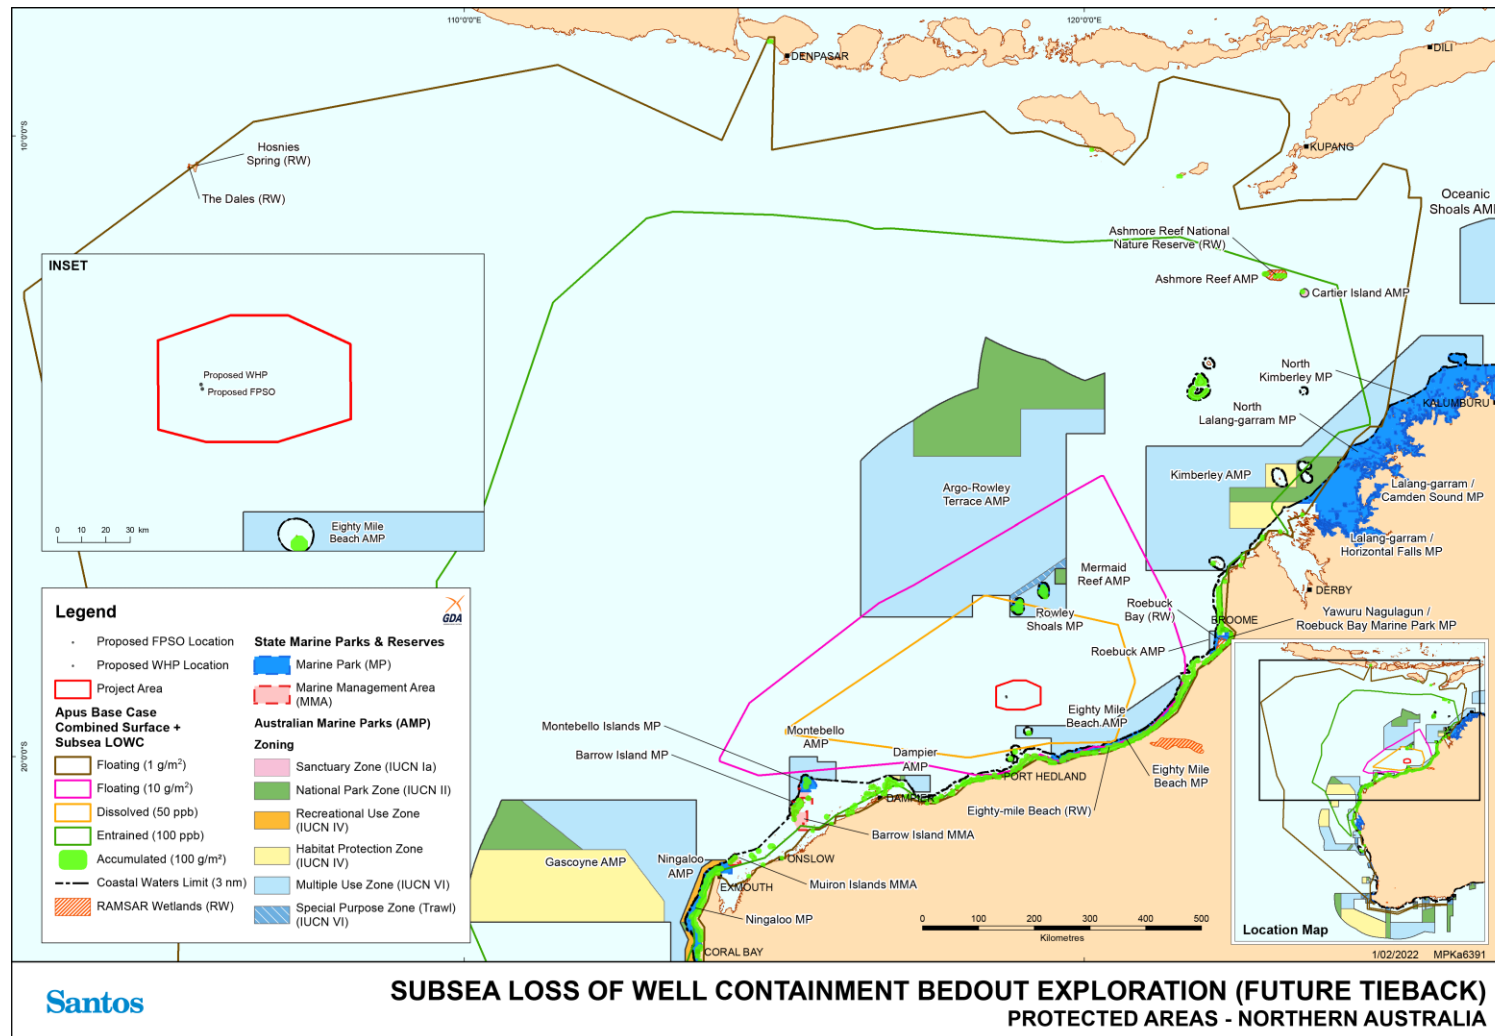 110°0'0"E
120°0'0"E
10°0'0"S
20°0'0"S
DENPASAR
DILI
KUPANG
Hosnies
Spring (RW)
The Dales (RW)
Oceanic
Shoals AMP
Ashmore Reef National
Nature Reserve (RW)
Ashmore Reef AMP
Cartier Island AMP
North
Kimberley MP
KALUMBURU
North
Lalang-garram MP
Kimberley AMP
Lalang-garram /
Camden Sound MP
Argo-Rowley
Terrace AMP
Lalang-garram /
Horizontal Falls MP
Mermaid
Reef AMP
DERBY
Rowley
Shoals MP
Roebuck
Bay (RW)
BROOME
Yawuru Nagulagun /
Roebuck Bay Marine Park MP
Roebuck AMP
Eighty Mile
Beach AMP
Montebello Islands MP
Montebello
AMP
Barrow Island MP
Dampier
AMP
PORT HEDLAND
Eighty Mile
Beach MP
DAMPIER
Eighty-mile Beach (RW)
Barrow Island MMA
Gascoyne AMP
Ningaloo
AMP
ONSLOW
EXMOUTH
Muiron Islands MMA
Ningaloo MP
CORAL BAY
0 100 200 300 400 500
Kilometres
INSET
Proposed WHP
Proposed FPSO
0 10 20 30 km
Eighty Mile
Beach AMP
Legend
GDA
Proposed FPSO Location
Proposed WHP Location
Project Area
Apus Base Case
Combined Surface +
Subsea LOWC
Floating (1 g/m²)
Floating (10 g/m²)
Dissolved (50 ppb)
Entrained (100 ppb)
Accumulated (100 g/m²)
Coastal Waters Limit (3 nm)
RAMSAR Wetlands (RW)
State Marine Parks & Reserves
Marine Park (MP)
Marine Management Area
(MMA)
Australian Marine Parks (AMP)
Zoning
Sanctuary Zone (IUCN Ia)
National Park Zone (IUCN II)
Recreational Use Zone
(IUCN IV)
Habitat Protection Zone
(IUCN IV)
Multiple Use Zone (IUCN VI)
Special Purpose Zone (Trawl)
(IUCN VI)
Location Map
1/02/2022 MPKa6391
Santos
SUBSEA LOSS OF WELL CONTAINMENT BEDOUT EXPLORATION (FUTURE TIEBACK)
PROTECTED AREAS - NORTHERN AUSTRALIA